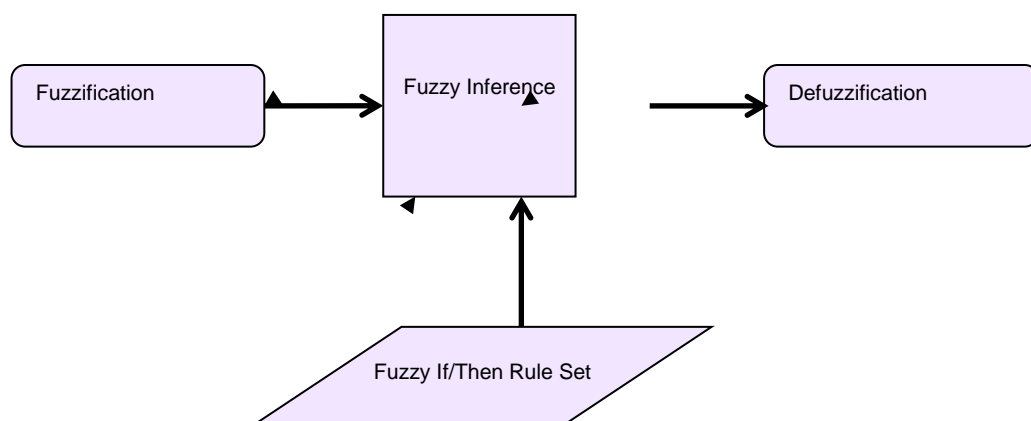 Fuzzification
Fuzzy Inference
Defuzzification
Fuzzy If/Then Rule Set